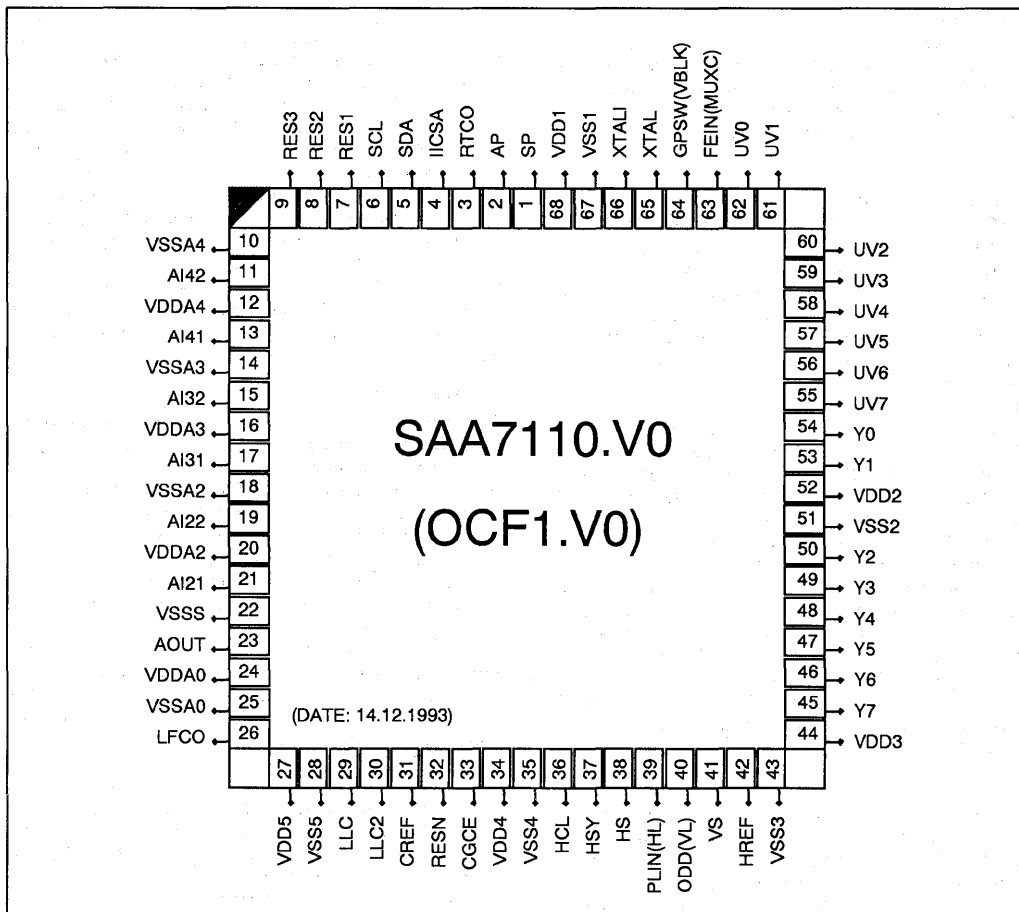 RES3
RES2
RES1
SCL
SDA
IICSA
RTCO
AP
SP
VDD1
VSS1
XTALI
XTAL
GPSW(VBLK)
FEIN(MUXC)
UV0
UV1
9
8
7
6
5
4
3
2
1
68
67
66
65
64
63
62
61
VSSA4 10
AI42 11
VDDA4 12
AI41 13
VSSA3 14
AI32 15
VDDA3 16
AI31 17
VSSA2 18
AI22 19
VDDA2 20
AI21 21
VSSS 22
AOUT 23
VDDA0 24
VSSA0 25
LFCO 26
SAA7110.V0
(OCF1.V0)
(DATE: 14.12.1993)
60 UV2
59 UV3
58 UV4
57 UV5
56 UV6
55 UV7
54 Y0
53 Y1
52 VDD2
51 VSS2
50 Y2
49 Y3
48 Y4
47 Y5
46 Y6
45 Y7
44 VDD3
27
28
29
30
31
32
33
34
35
36
37
38
39
40
41
42
43
VDD5
VSS5
LLC
LLC2
CREF
RESN
CGCE
VDD4
VSS4
HCL
HSY
HS
PLIN(HL)
ODD(VL)
VS
HREF
VSS3